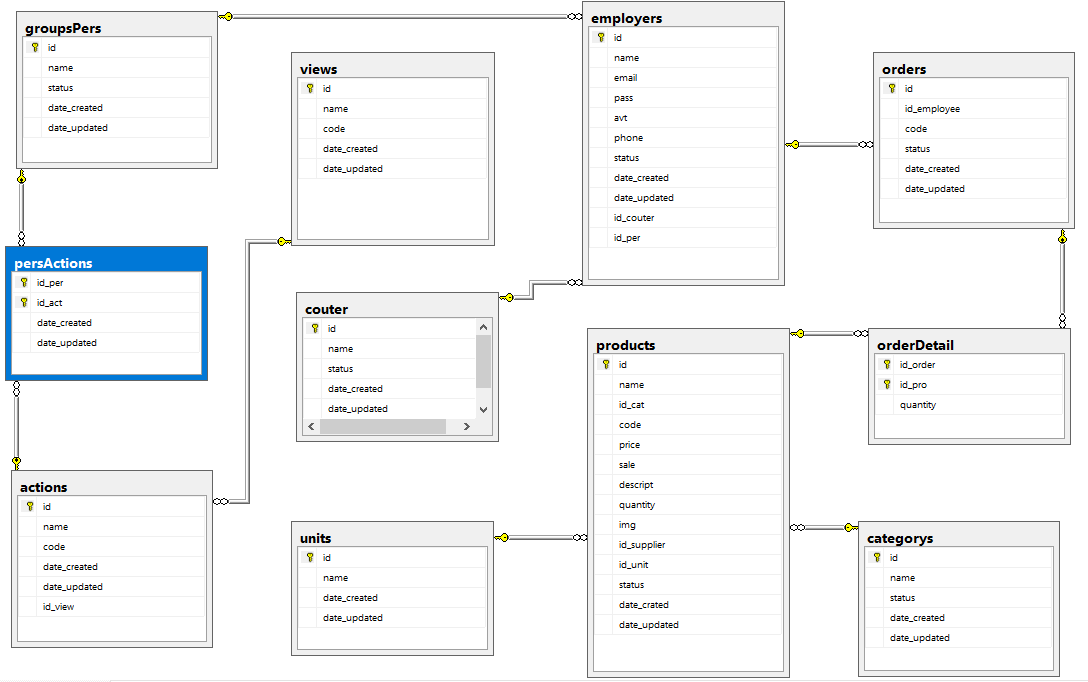 groupsPers
id
name
status
date_created
date_updated
views
id
name
code
date_created
date_updated
employers
id
name
email
pass
avt
phone
status
date_created
date_updated
id_couter
id_per
orders
id
id_employee
code
status
date_created
date_updated
persActions
id_per
id_act
date_created
date_updated
couter
id
name
status
date_created
date_updated
products
id
name
id_cat
code
price
sale
descript
quantity
img
id_supplier
id_unit
status
date_crated
date_updated
orderDetail
id_order
id_pro
quantity
actions
id
name
code
date_created
date_updated
id_view
units
id
name
date_created
date_updated
categorys
id
name
status
date_created
date_updated